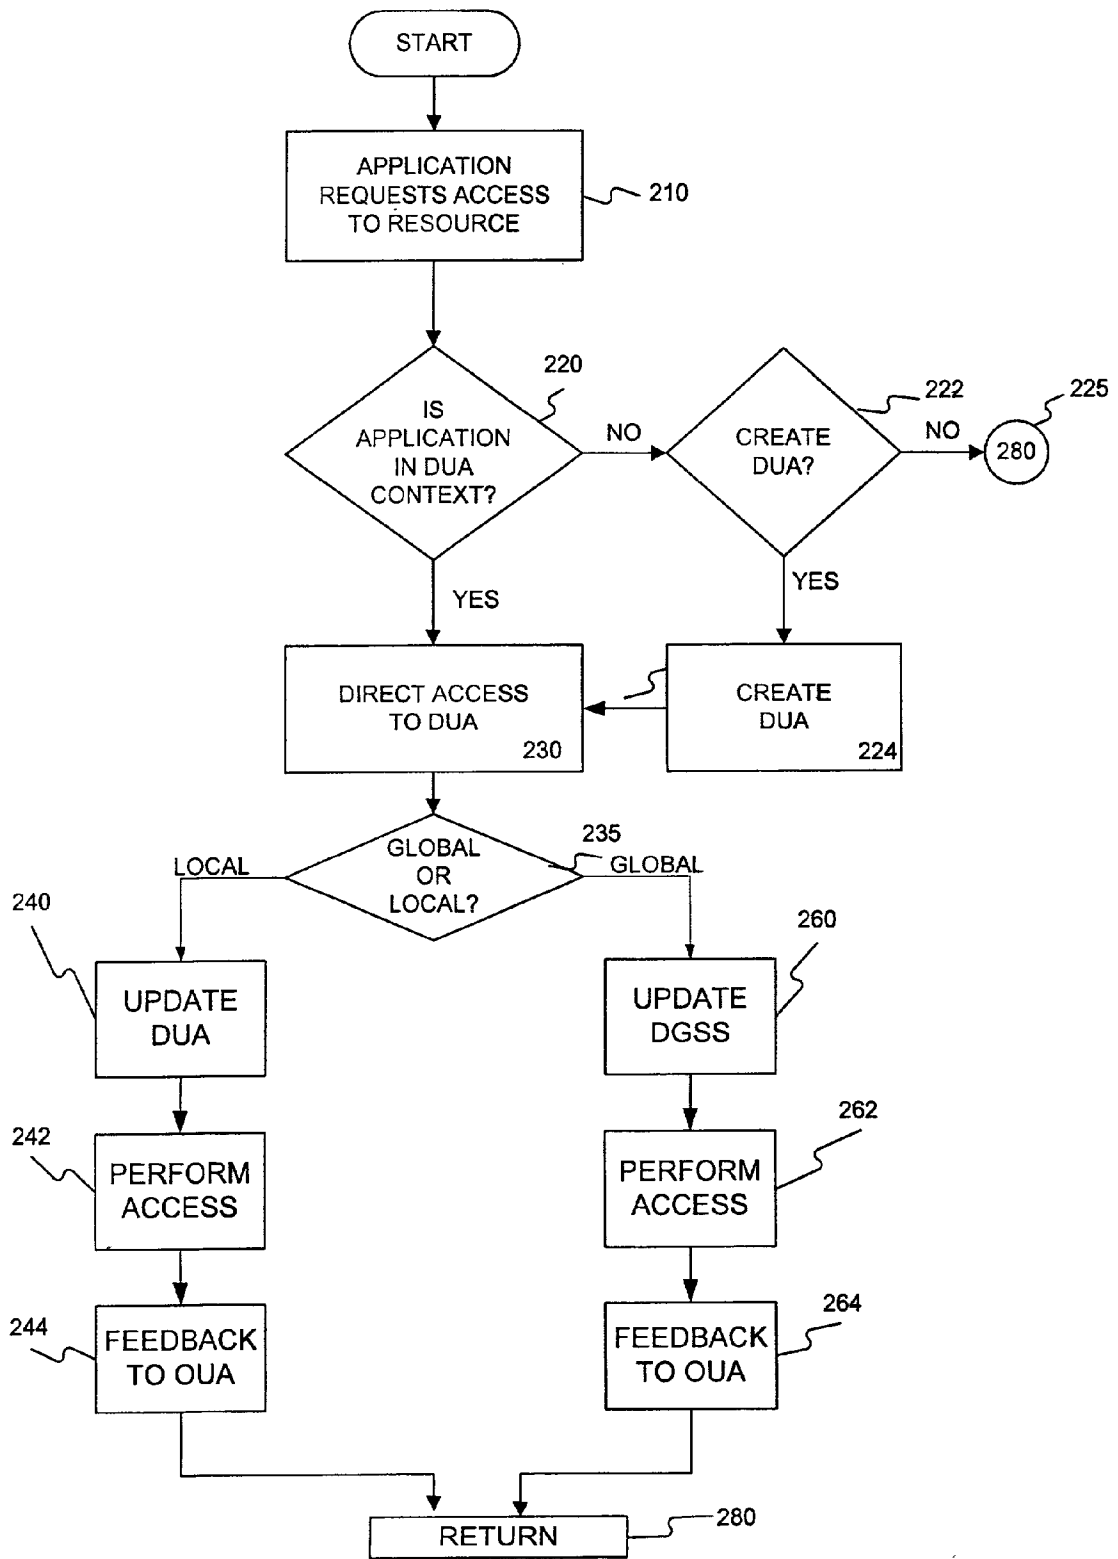 START
APPLICATION
REQUESTS ACCESS
TO RESOURCE
210
IS
APPLICATION
IN DUA
CONTEXT?
220
NO
CREATE
DUA?
222
NO
225
280
YES
YES
DIRECT ACCESS
TO DUA
230
CREATE
DUA
224
GLOBAL
OR
LOCAL?
235
LOCAL
GLOBAL
240
UPDATE
DUA
260
UPDATE
DGSS
242
PERFORM
ACCESS
262
PERFORM
ACCESS
244
FEEDBACK
TO OUA
264
FEEDBACK
TO OUA
RETURN
280